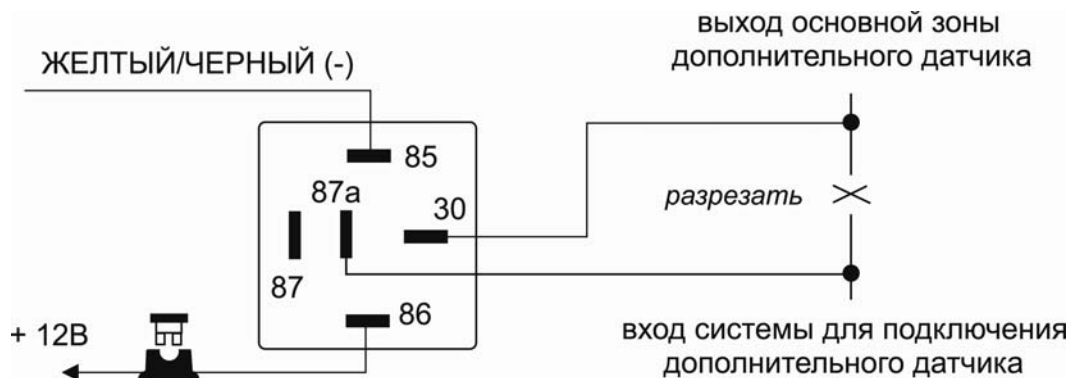 выход основной зоны
дополнительного датчика
ЖЕЛТЫЙ/ЧЕРНЫЙ (-)
85
87а
30
разрезать
87
86
+ 12В
вход системы для подключения
дополнительного датчика